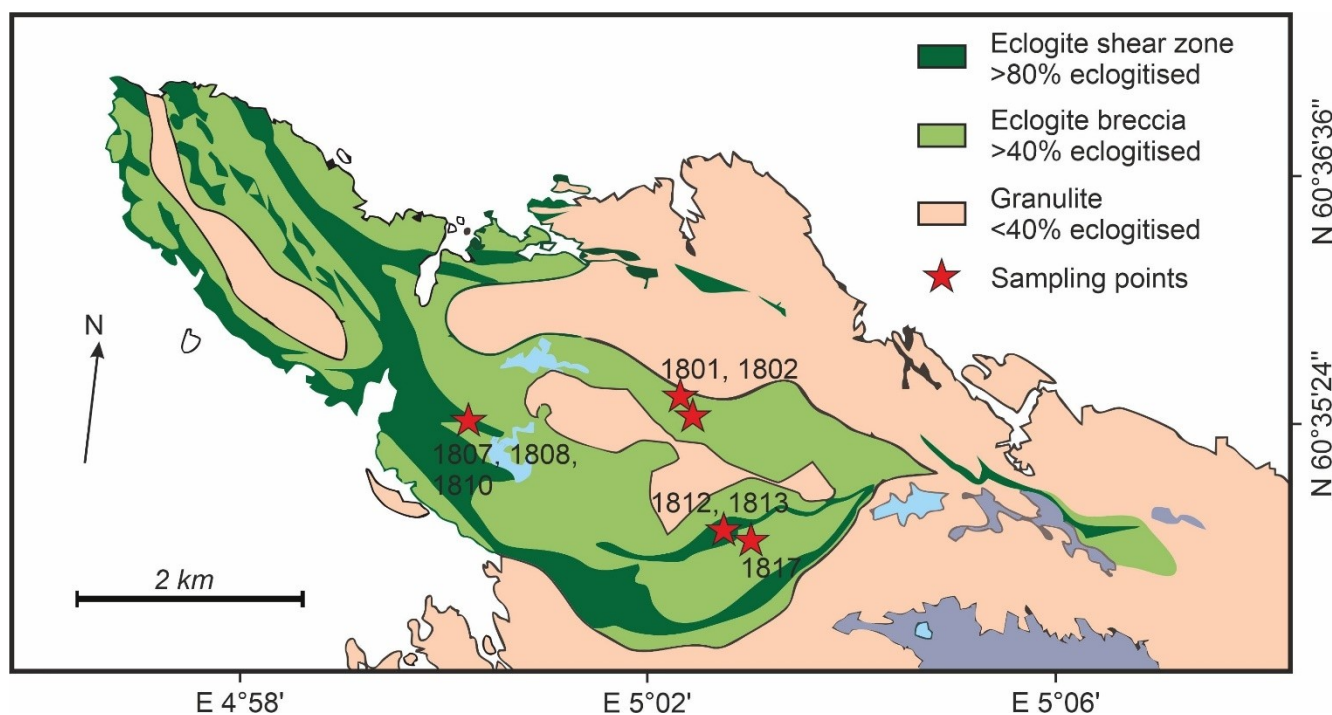 Eclogite shear zone
>80% eclogitised
Eclogite breccia
>40% eclogitised
Granulite
<40% eclogitised
Sampling points
N
1801, 1802
1807, 1808,
1810
1812, 1813
1817
2 km
N 60°36'36"
N 60°35'24"
E 4°58'
E 5°02'
E 5°06'